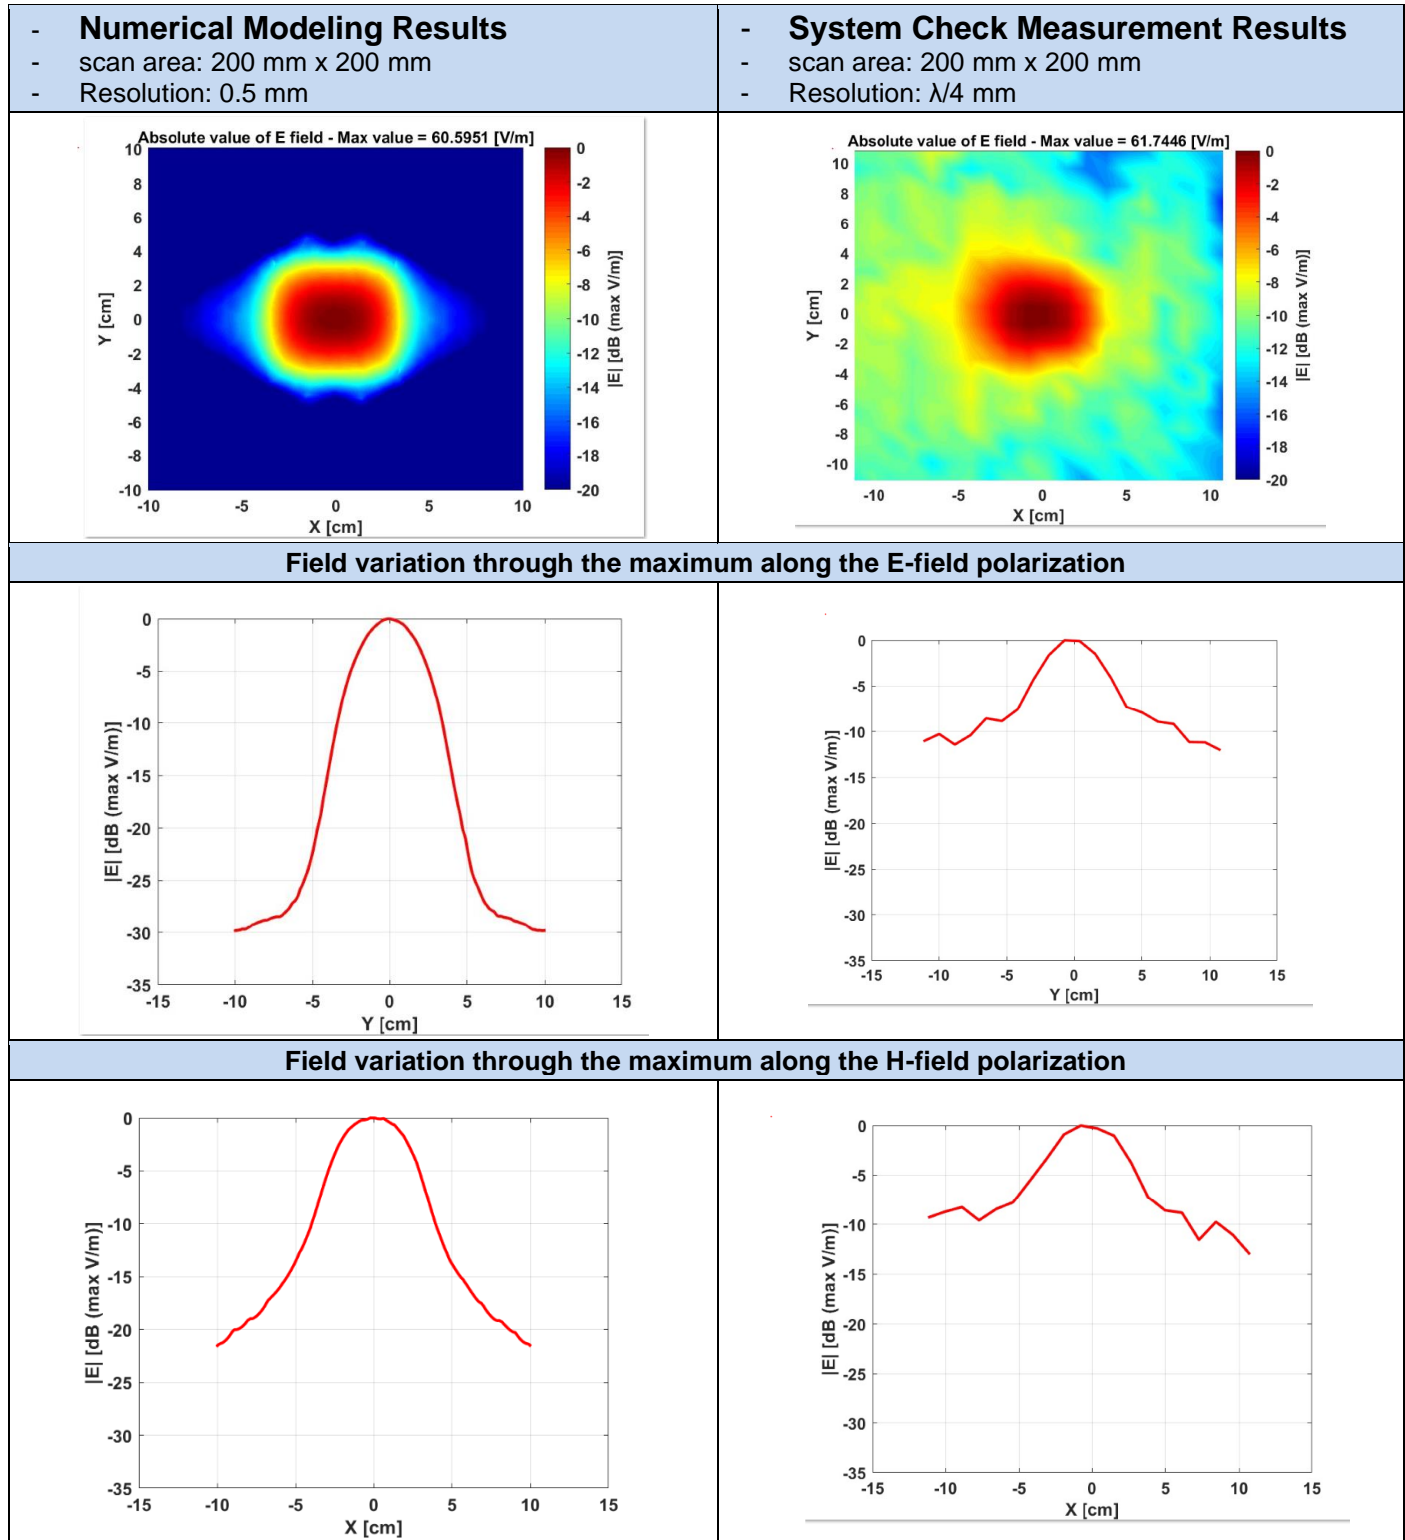 - Numerical Modeling Results
- scan area: 200 mm x 200 mm
- Resolution: 0.5 mm
- System Check Measurement Results
- scan area: 200 mm x 200 mm
- Resolution: λ/4 mm
Absolute value of E field - Max value = 60.5951 [V/m]
10
8
6
4
2
0
-2
-4
-6
-8
-10
Y [cm]
-10 -5 0 5 10
X [cm]
0
-2
-4
-6
-8
-10
-12
-14
-16
-18
-20
|E| [dB (max V/m)]
Absolute value of E field - Max value = 61.7446 [V/m]
10
8
6
4
2
0
-2
-4
-6
-8
-10
Y [cm]
-10 -5 0 5 10
X [cm]
0
-2
-4
-6
-8
-10
-12
-14
-16
-18
-20
|E| [dB (max V/m)]
Field variation through the maximum along the E-field polarization
0
-5
-10
-15
-20
-25
-30
-35
|E| [dB (max V/m)]
-15 -10 -5 0 5 10 15
Y [cm]
0
-5
-10
-15
-20
-25
-30
-35
|E| [dB (max V/m)]
-15 -10 -5 0 5 10 15
Y [cm]
Field variation through the maximum along the H-field polarization
0
-5
-10
-15
-20
-25
-30
-35
|E| [dB (max V/m)]
-15 -10 -5 0 5 10 15
X [cm]
0
-5
-10
-15
-20
-25
-30
-35
|E| [dB (max V/m)]
-15 -10 -5 0 5 10 15
X [cm]